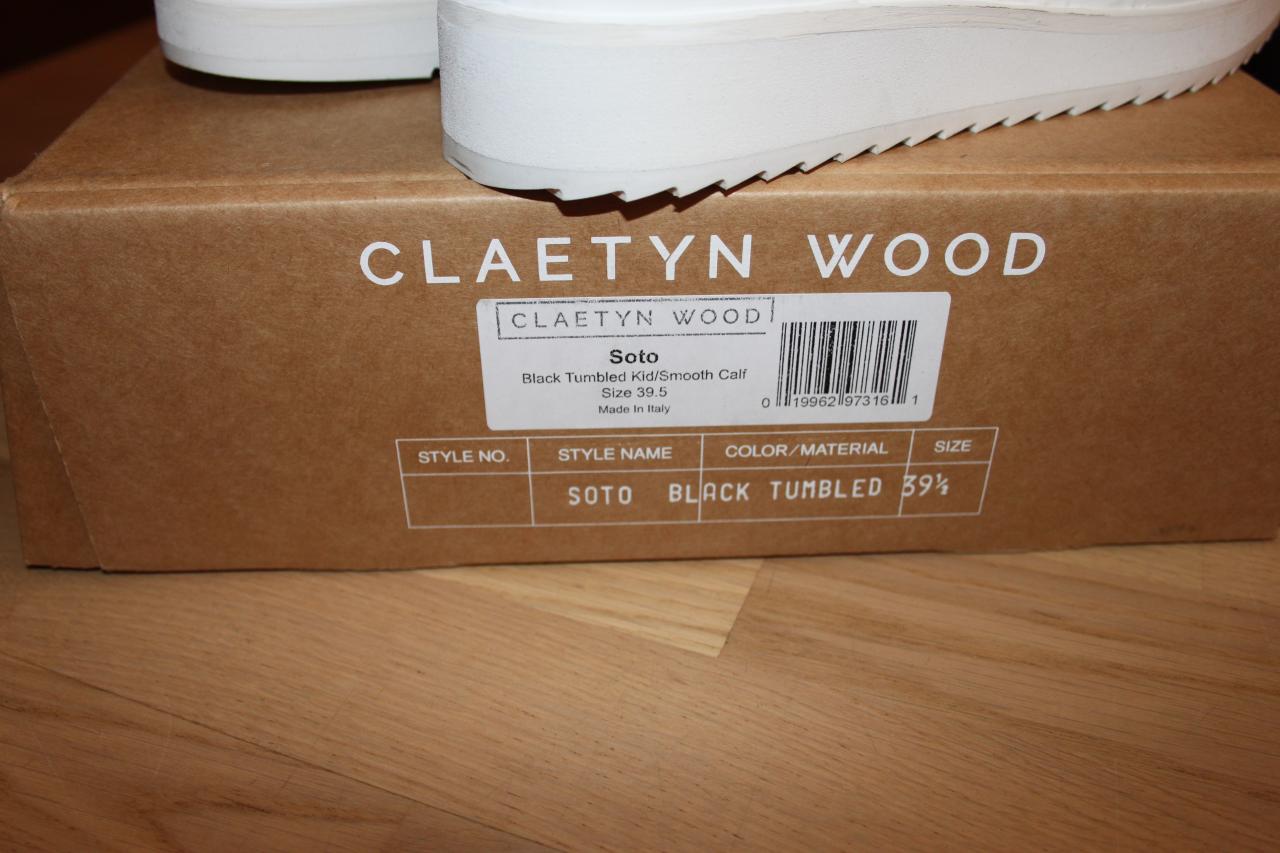 CLAETYN WOOD
CLAETYN WOOD
Soto
Black Tumbled Kid/Smooth Calf
Size 39.5
Made In Italy
0 19962 97316 1
STYLE NO. STYLE NAME COLOR/MATERIAL SIZE
SOTO BLACK TUMBLED 39½